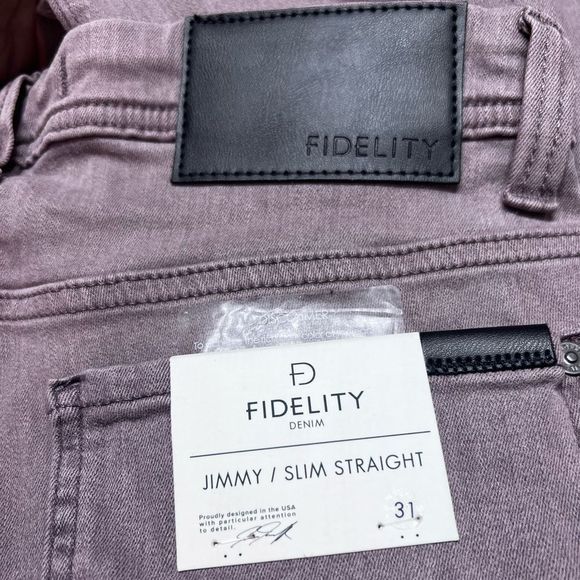 FIDELITY
FD
FIDELITY
DENIM
JIMMY / SLIM STRAIGHT
Proudly designed in the USA
with particular attention
to detail.
31